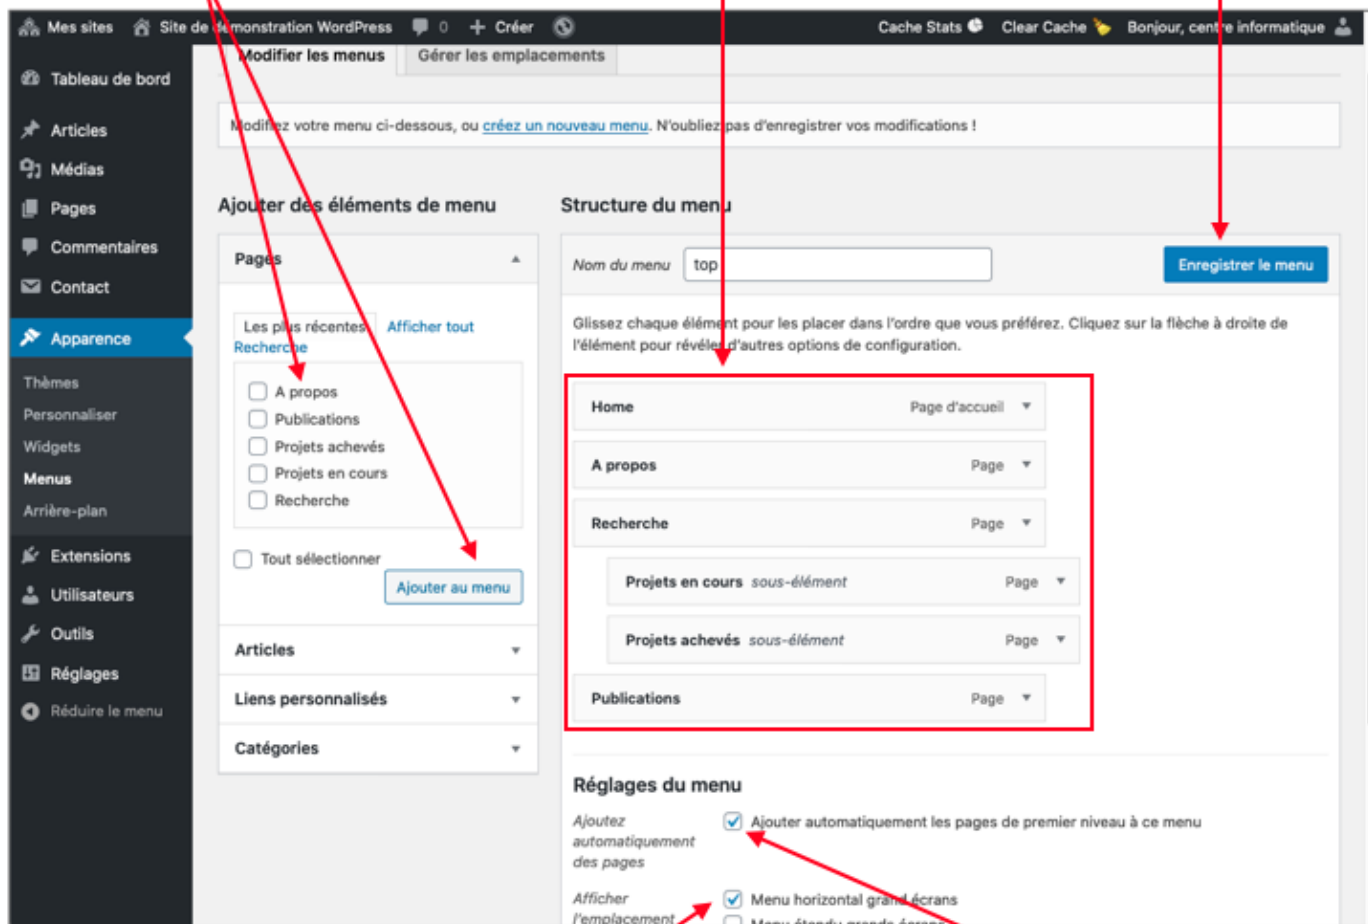 Mes sites Site de démonstration WordPress 0 + Créer Cache Stats Clear Cache Bonjour, centre informatique
Tableau de bord
Articles
Médias
Pages
Commentaires
Contact
Apparence
Thèmes
Personnaliser
Widgets
Menus
Arrière-plan
Extensions
Utilisateurs
Outils
Réglages
Réduire le menu
Modifier les menus Gérer les emplacements
Modifiez votre menu ci-dessous, ou créez un nouveau menu. N'oubliez pas d'enregistrer vos modifications !
Ajouter des éléments de menu
Pages
Les plus récentes Afficher tout
Recherche
A propos
Publications
Projets achevés
Projets en cours
Recherche
Tout sélectionner
Ajouter au menu
Articles
Liens personnalisés
Catégories
Structure du menu
Nom du menu top Enregistrer le menu
Glissez chaque élément pour les placer dans l'ordre que vous préférez. Cliquez sur la flèche à droite de
l'élément pour révéler d'autres options de configuration.
Home Page d'accueil
A propos Page
Recherche Page
Projets en cours sous-élément Page
Projets achevés sous-élément Page
Publications Page
Réglages du menu
Ajoutez
automatiquement
des pages
Ajouter automatiquement les pages de premier niveau à ce menu
Afficher
l'emplacement
Menu horizontal grand écrans
Menu étendu grands écrans